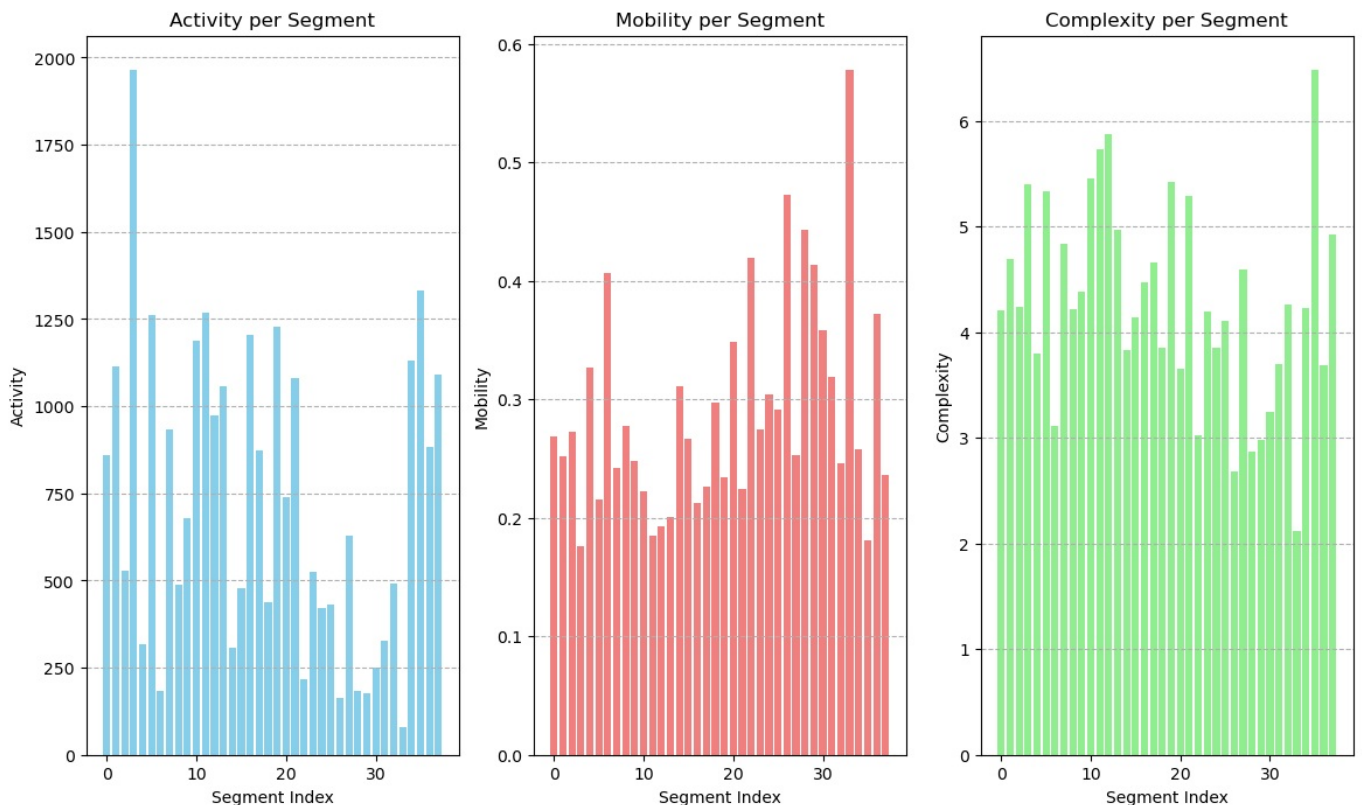 Activity per Segment
2000
1750
1500
1250
1000
750
500
250
0
Activity
0 10 20 30
Segment Index
Mobility per Segment
0.6
0.5
0.4
0.3
0.2
0.1
0.0
Mobility
0 10 20 30
Segment Index
Complexity per Segment
6
5
4
3
2
1
0
Complexity
0 10 20 30
Segment Index